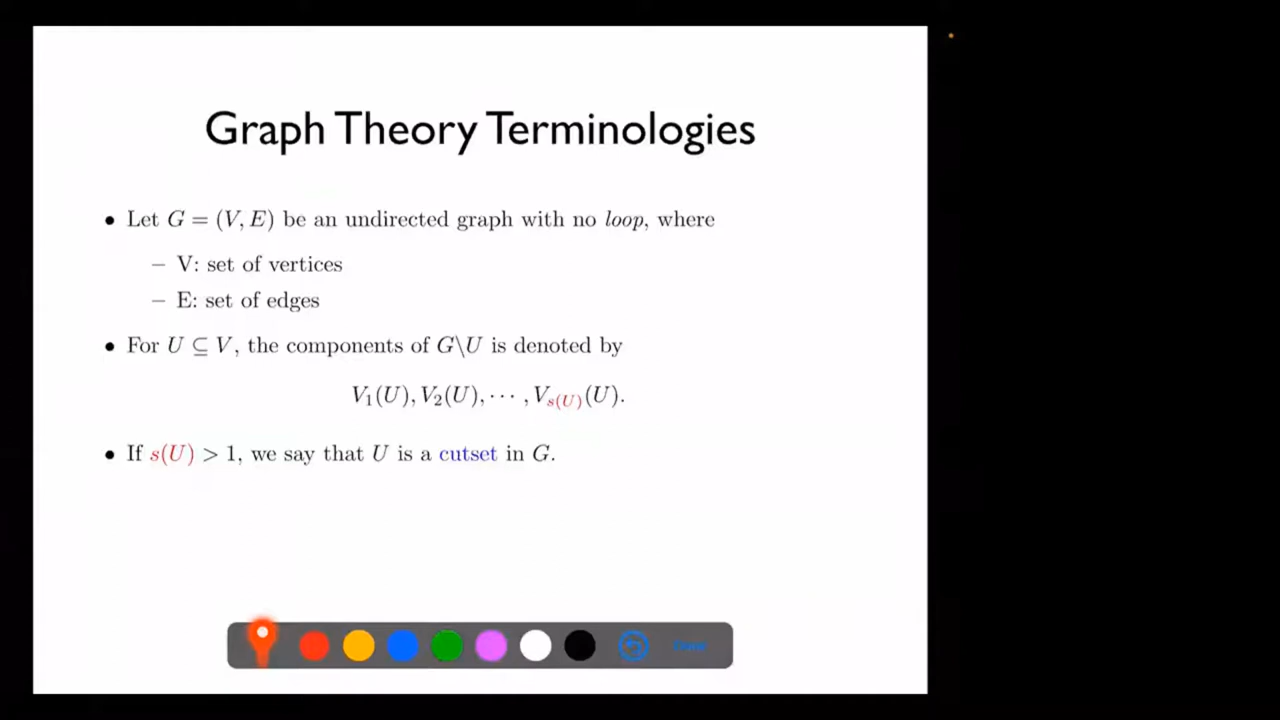 Graph Theory Terminologies
• Let G = (V, E) be an undirected graph with no loop, where
– V: set of vertices
– E: set of edges
• For U ⊆ V, the components of G\U is denoted by
V₁(U), V₂(U), ··· , Vₛ₍U₎(U).
• If s(U) > 1, we say that U is a cutset in G.